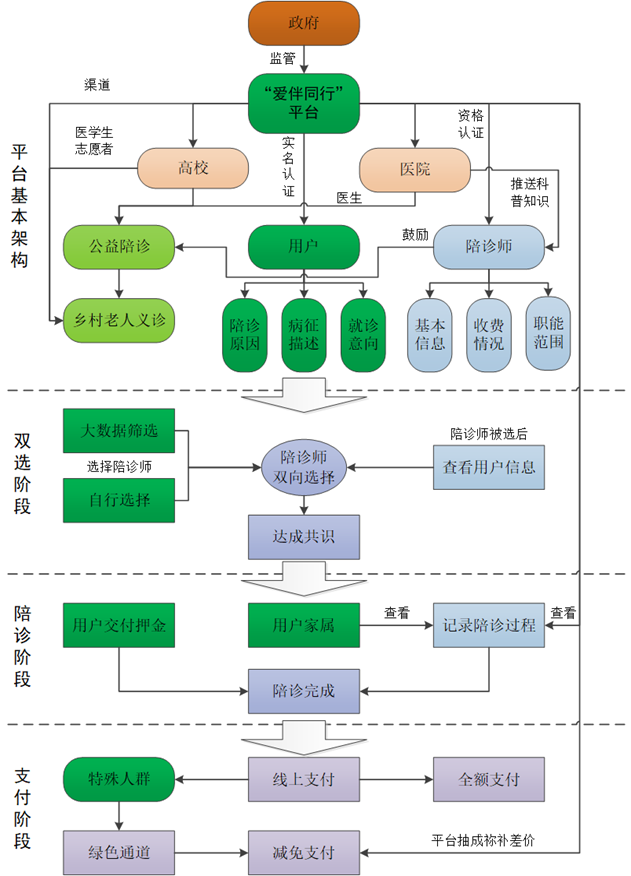 政府
监管
渠道
“爱伴同行”
平台
资格
认证
医学生
志愿者
实
名
认
证
高校
医院
推送科
普知识
医生
平台基本架构
公益陪诊
用户
鼓励
陪诊师
乡村老人义诊
陪诊
原因
病征
描述
就诊
意向
基本
信息
收费
情况
职能
范围
双选阶段
大数据筛选
选择陪诊师
自行选择
陪诊师
双向选择
陪诊师被选后
查看用户信息
达成共识
陪诊阶段
用户交付押金
用户家属
查看
记录陪诊过程
查看
陪诊完成
支付阶段
特殊人群
线上支付
全额支付
绿色通道
减免支付
平台抽成祢补差价